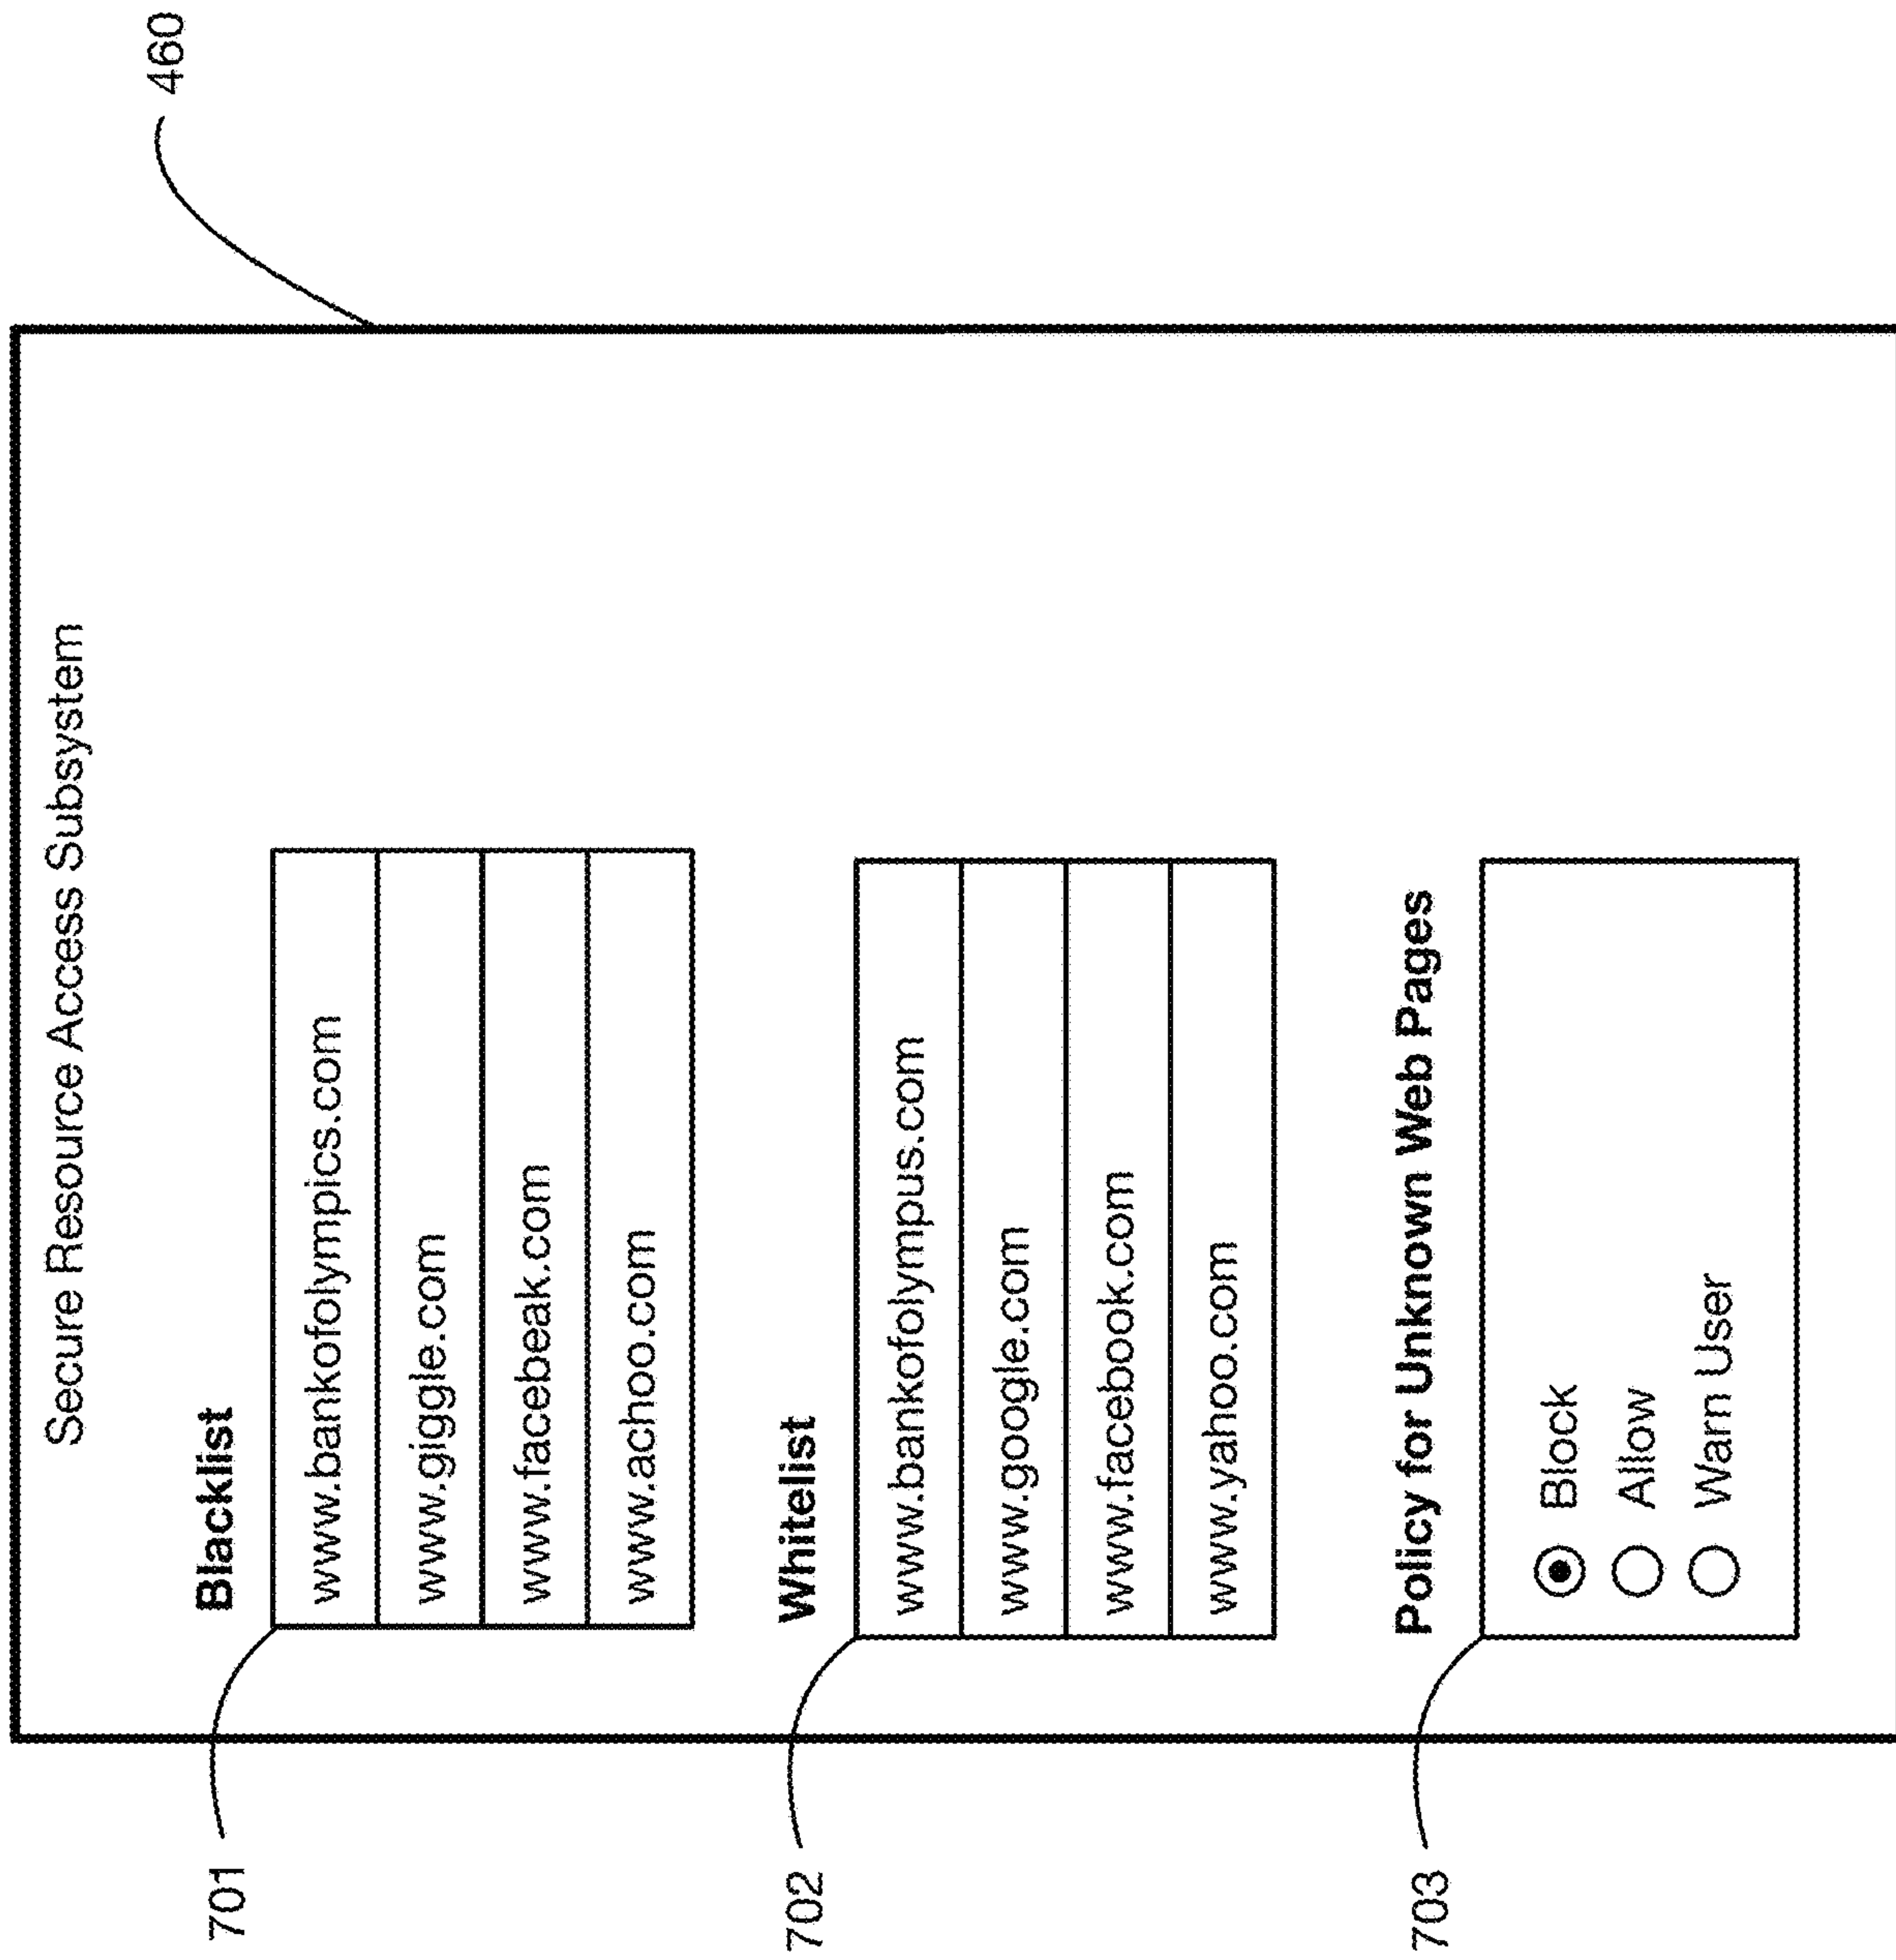 460
Secure Resource Access Subsystem
701
Blacklist
www.bankofolympics.com
www.giggle.com
www.facebeak.com
www.achoo.com
702
Whitelist
www.bankofolympus.com
www.google.com
www.facebook.com
www.yahoo.com
703
Policy for Unknown Web Pages
Block
Allow
Warn User